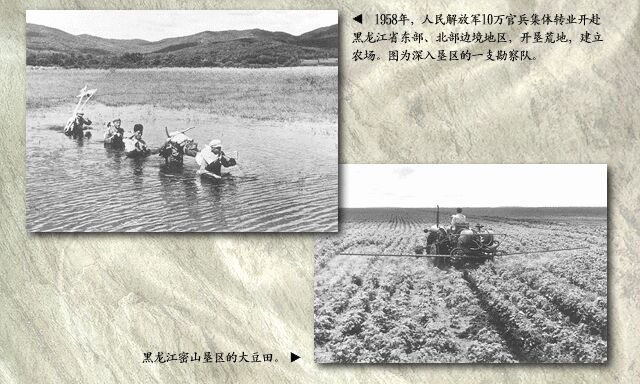 ◀ 1958年，人民解放军10万官兵集体转业开赴
黑龙江省东部、北部边境地区，开垦荒地，建立
农场。图为深入垦区的一支勘察队。
黑龙江密山垦区的大豆田。 ▶